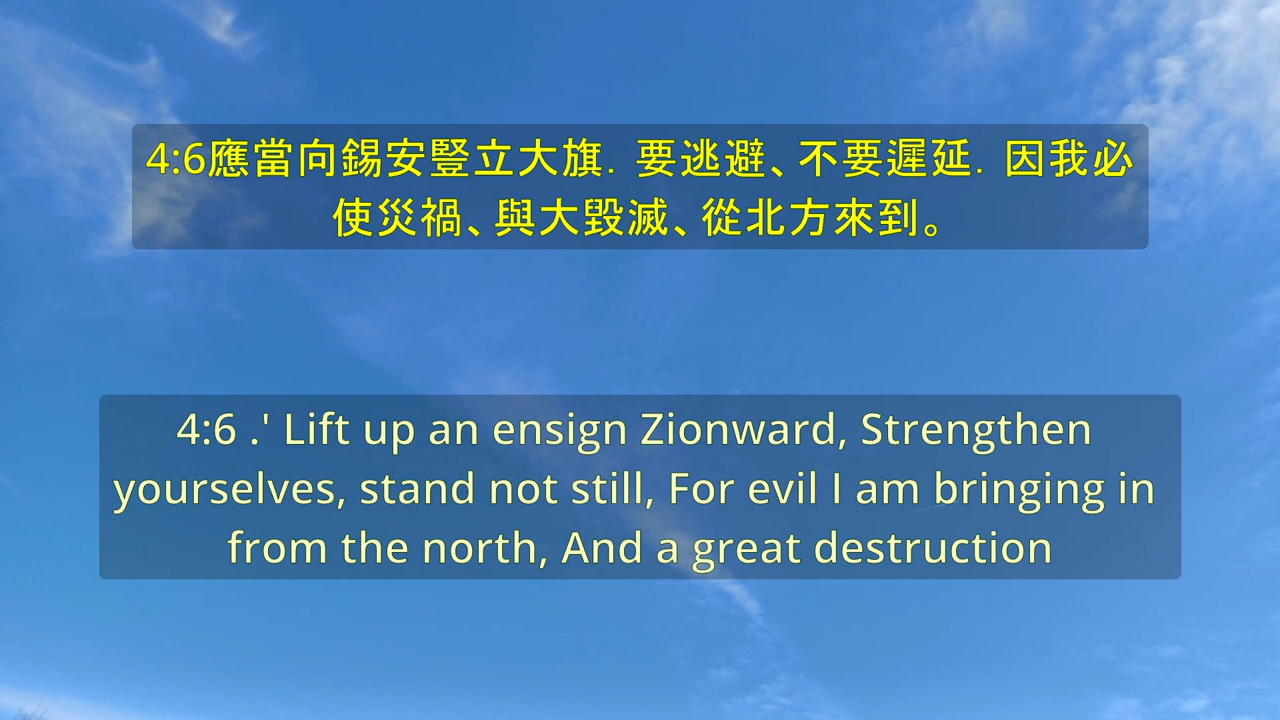 4:6應當向錫安豎立大旗．要逃避、不要遲延．因我必
使災禍、與大毀滅、從北方來到。
4:6 .' Lift up an ensign Zionward, Strengthen
yourselves, stand not still, For evil I am bringing in
from the north, And a great destruction